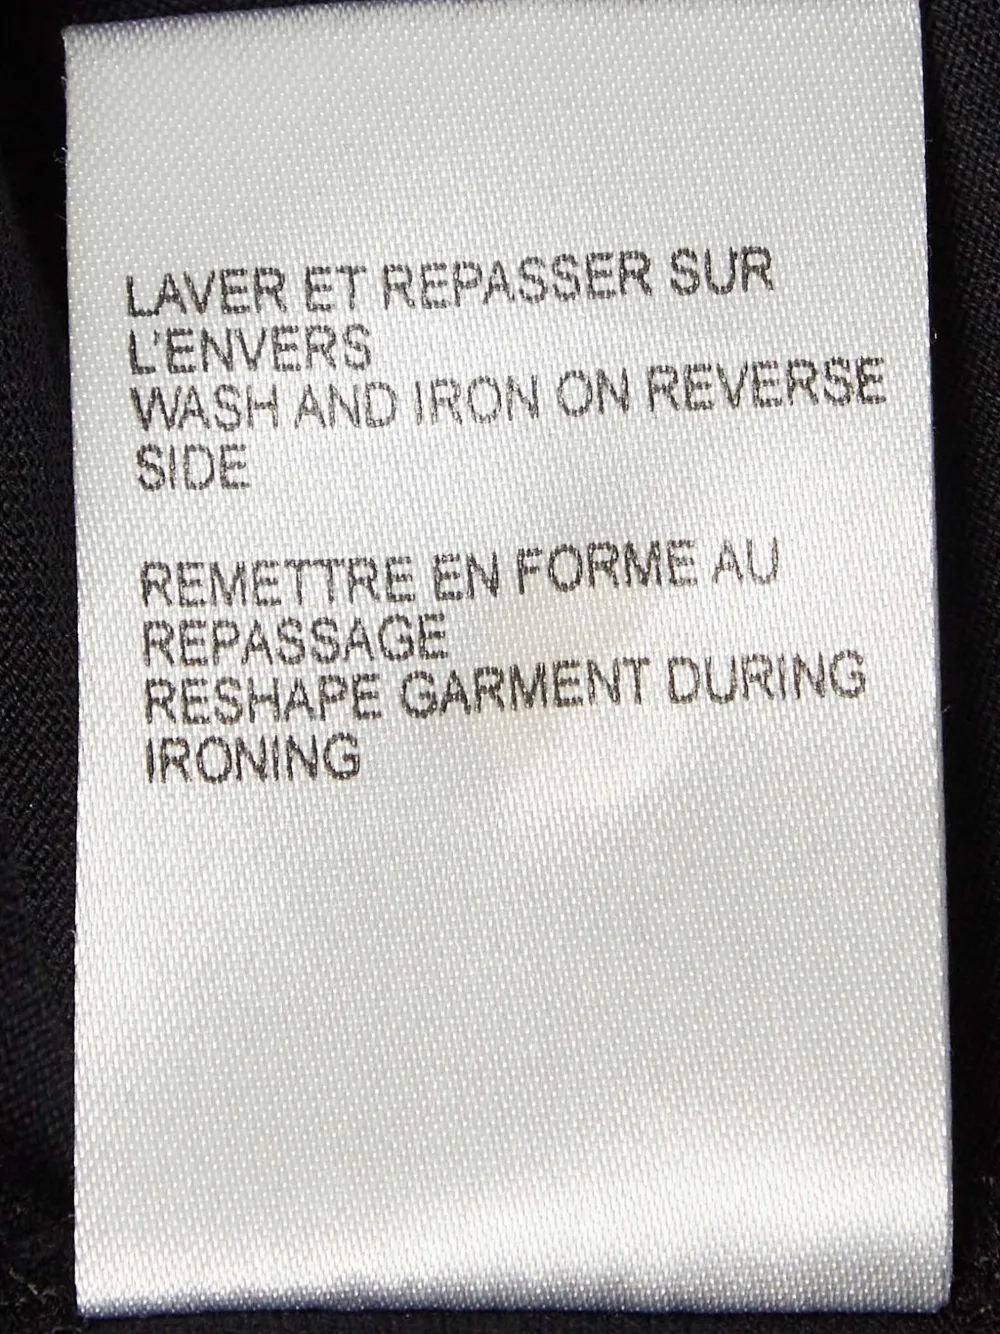 LAVER ET REPASSER SUR
L'ENVERS
WASH AND IRON ON REVERSE
SIDE
REMETTRE EN FORME AU
REPASSAGE
RESHAPE GARMENT DURING
IRONING